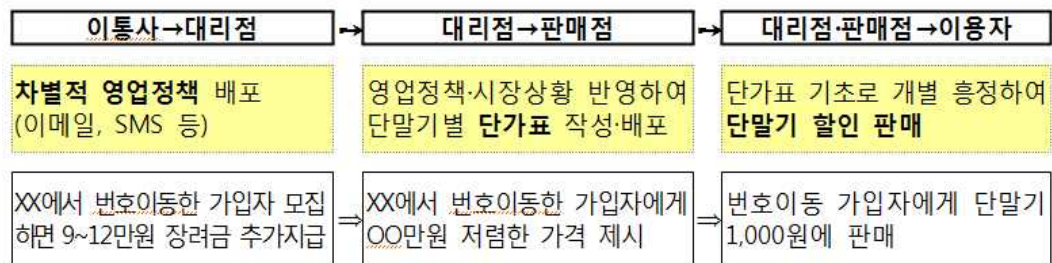 이통사→대리점 → 대리점→판매점 → 대리점·판매점→이용자
차별적 영업정책 배포
(이메일, SMS 등)
영업정책·시장상황 반영하여
단말기별 단가표 작성·배포
단가표 기초로 개별 흥정하여
단말기 할인 판매
XX에서 번호이동한 가입자 모집
하면 9~12만원 장려금 추가지급
⇒
XX에서 번호이동한 가입자에게
OO만원 저렴한 가격 제시
⇒
번호이동 가입자에게 단말기
1,000원에 판매